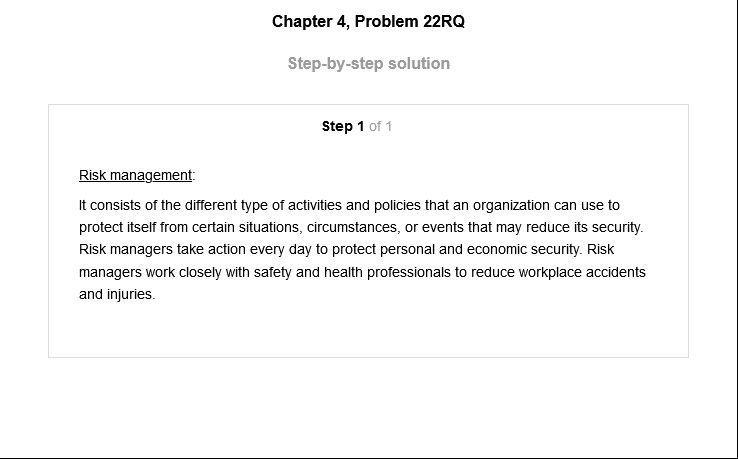 Chapter 4, Problem 22RQ
Step-by-step solution
Step 1 of 1
Risk management:
It consists of the different type of activities and policies that an organization can use to
protect itself from certain situations, circumstances, or events that may reduce its security.
Risk managers take action every day to protect personal and economic security. Risk
managers work closely with safety and health professionals to reduce workplace accidents
and injuries.